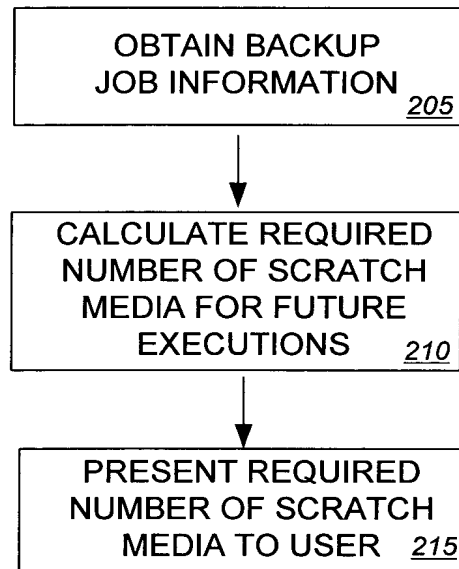 OBTAIN BACKUP
JOB INFORMATION
205
CALCULATE REQUIRED
NUMBER OF SCRATCH
MEDIA FOR FUTURE
EXECUTIONS
210
PRESENT REQUIRED
NUMBER OF SCRATCH
MEDIA TO USER
215